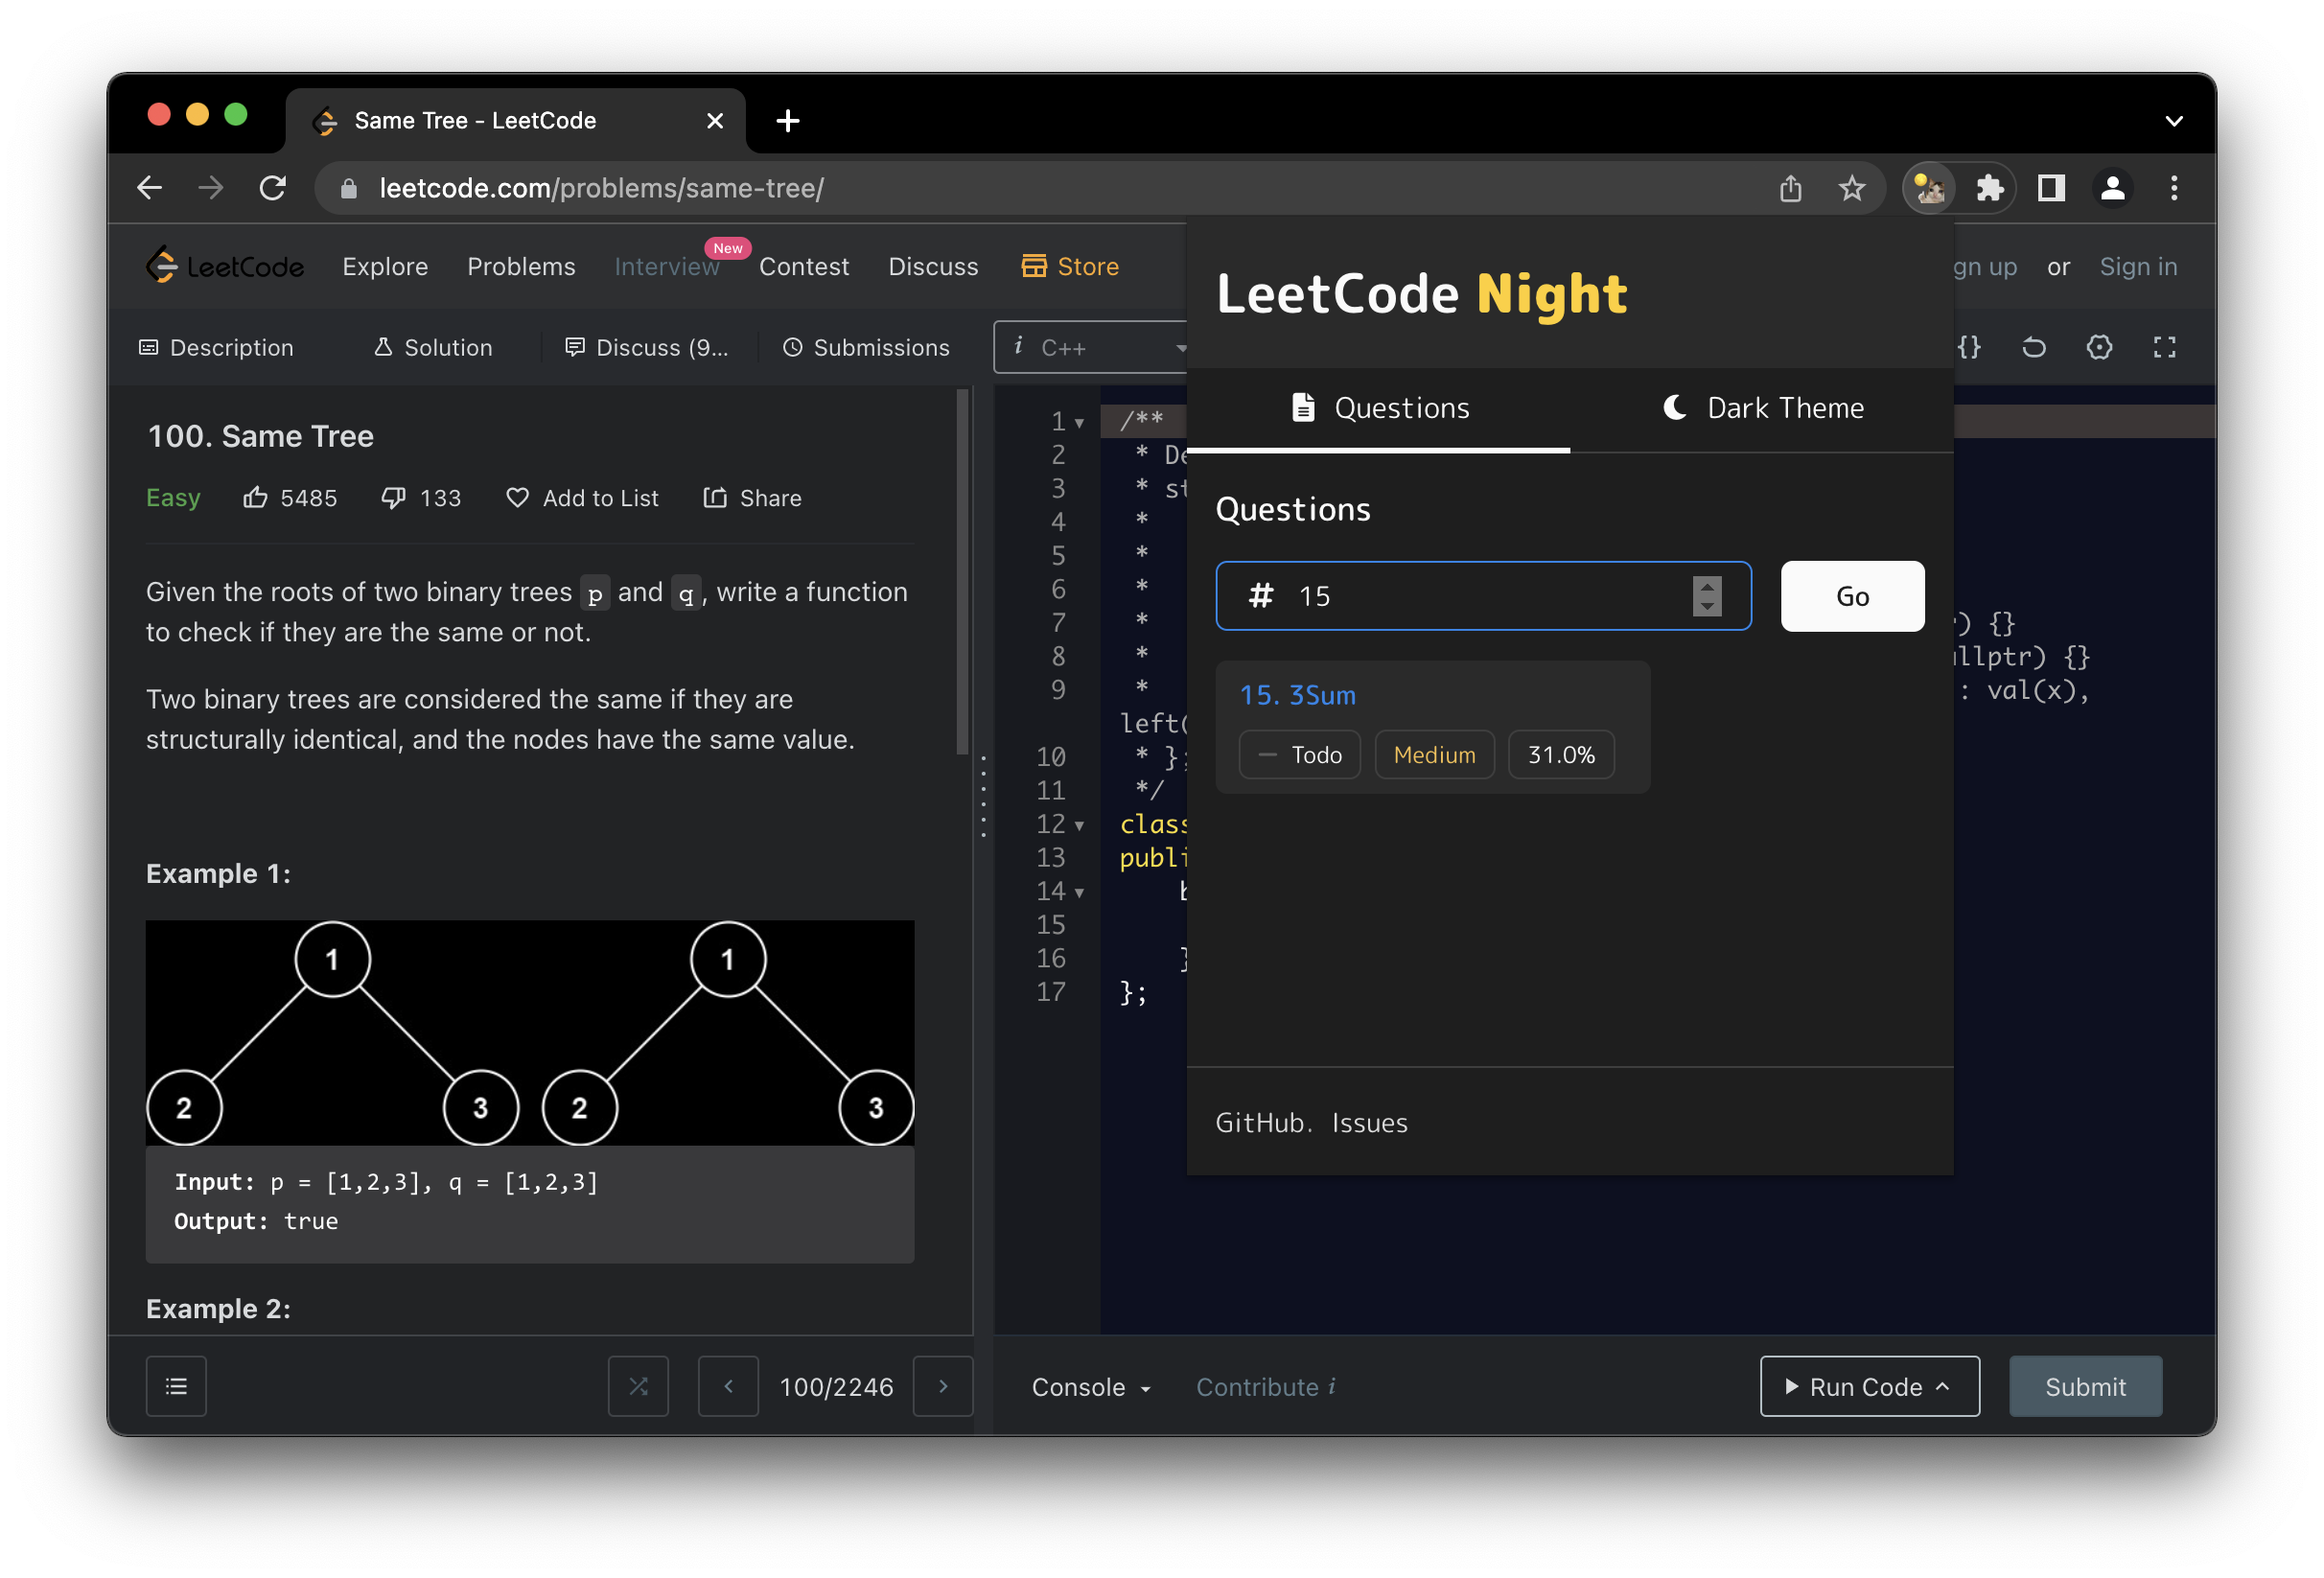 Same Tree - LeetCode
leetcode.com/problems/same-tree/
LeetCode Explore Problems Interview New Contest Discuss Store
or Sign in
LeetCode Night
Description Solution Discuss (9... Submissions
i C++
{}
Questions Dark Theme
100. Same Tree
Easy 5485 133 Add to List Share
Given the roots of two binary trees p and q, write a function
to check if they are the same or not.
Two binary trees are considered the same if they are
structurally identical, and the nodes have the same value.
Example 1:
1 1
2 3 2 3
Input: p = [1,2,3], q = [1,2,3]
Output: true
Example 2:
100/2246
1 /**
2 * De
3 * st
4 *
5 *
6 *
7 * ) {}
8 * llptr) {}
9 * : val(x),
left(
10 * };
11 */
12 class
13 publi
14
15
16 }
17 };
Questions
# 15 Go
15. 3Sum
Todo Medium 31.0%
GitHub. Issues
Console Contribute i
Run Code Submit